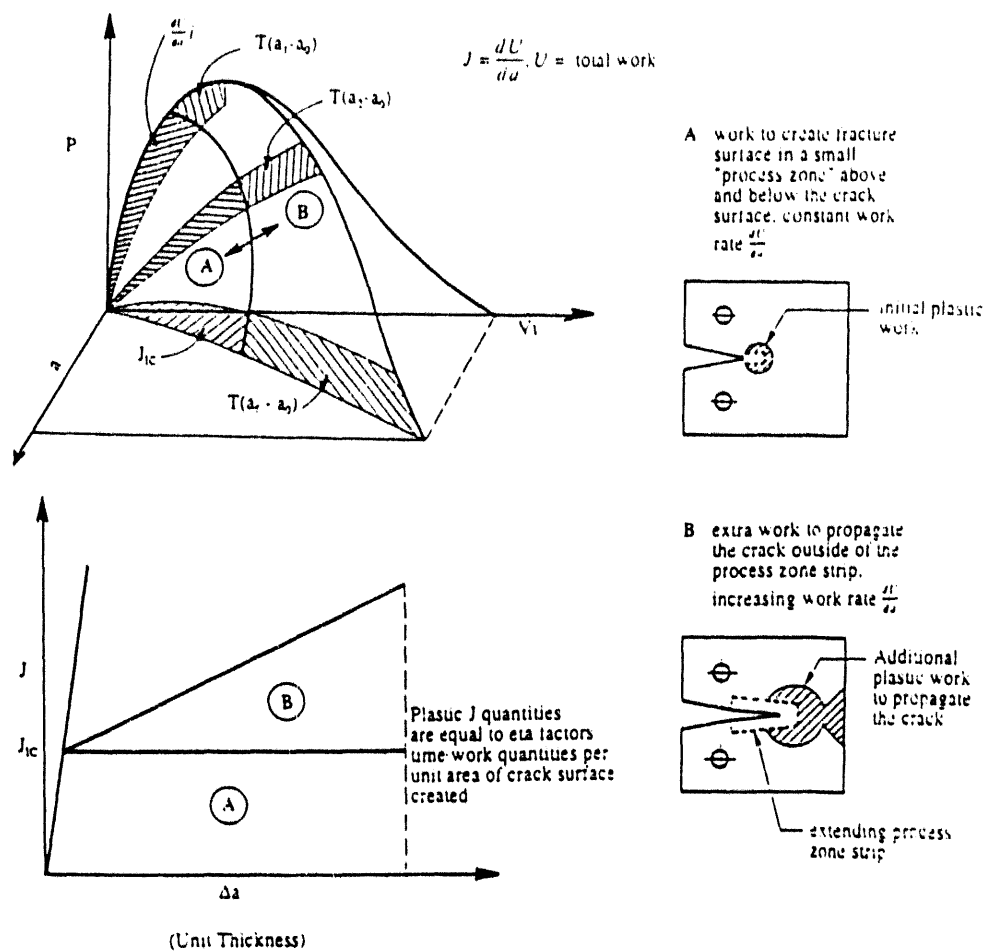 dU/da i
T(a₁-a₀)
J = dU/da, U = total work
T(a₂-a₀)
P
A work to create fracture
surface in a small
"process zone" above
and below the crack
surface, constant work
rate dU/da
B
A
initial plastic
work
a
J₁c
T(a₁ - a₀)
B extra work to propagate
the crack outside of the
process zone strip,
increasing work rate dU/da
J
B
Additional
plastic work
to propagate
the crack
J₁c
Plastic J quantities
are equal to eta factors
time work quantities per
unit area of crack surface
created
A
extending process
zone strip
Δa
(Unit Thickness)